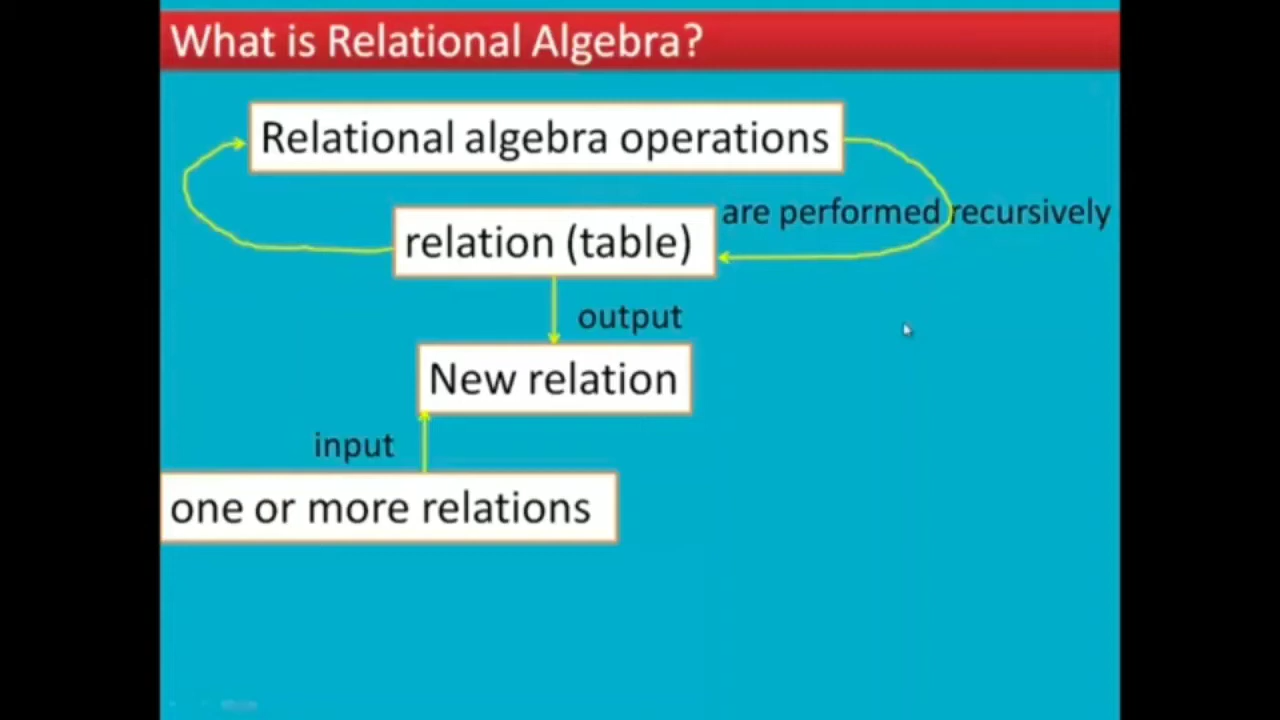 What is Relational Algebra?
Relational algebra operations
are performed recursively
relation (table)
output
New relation
input
one or more relations